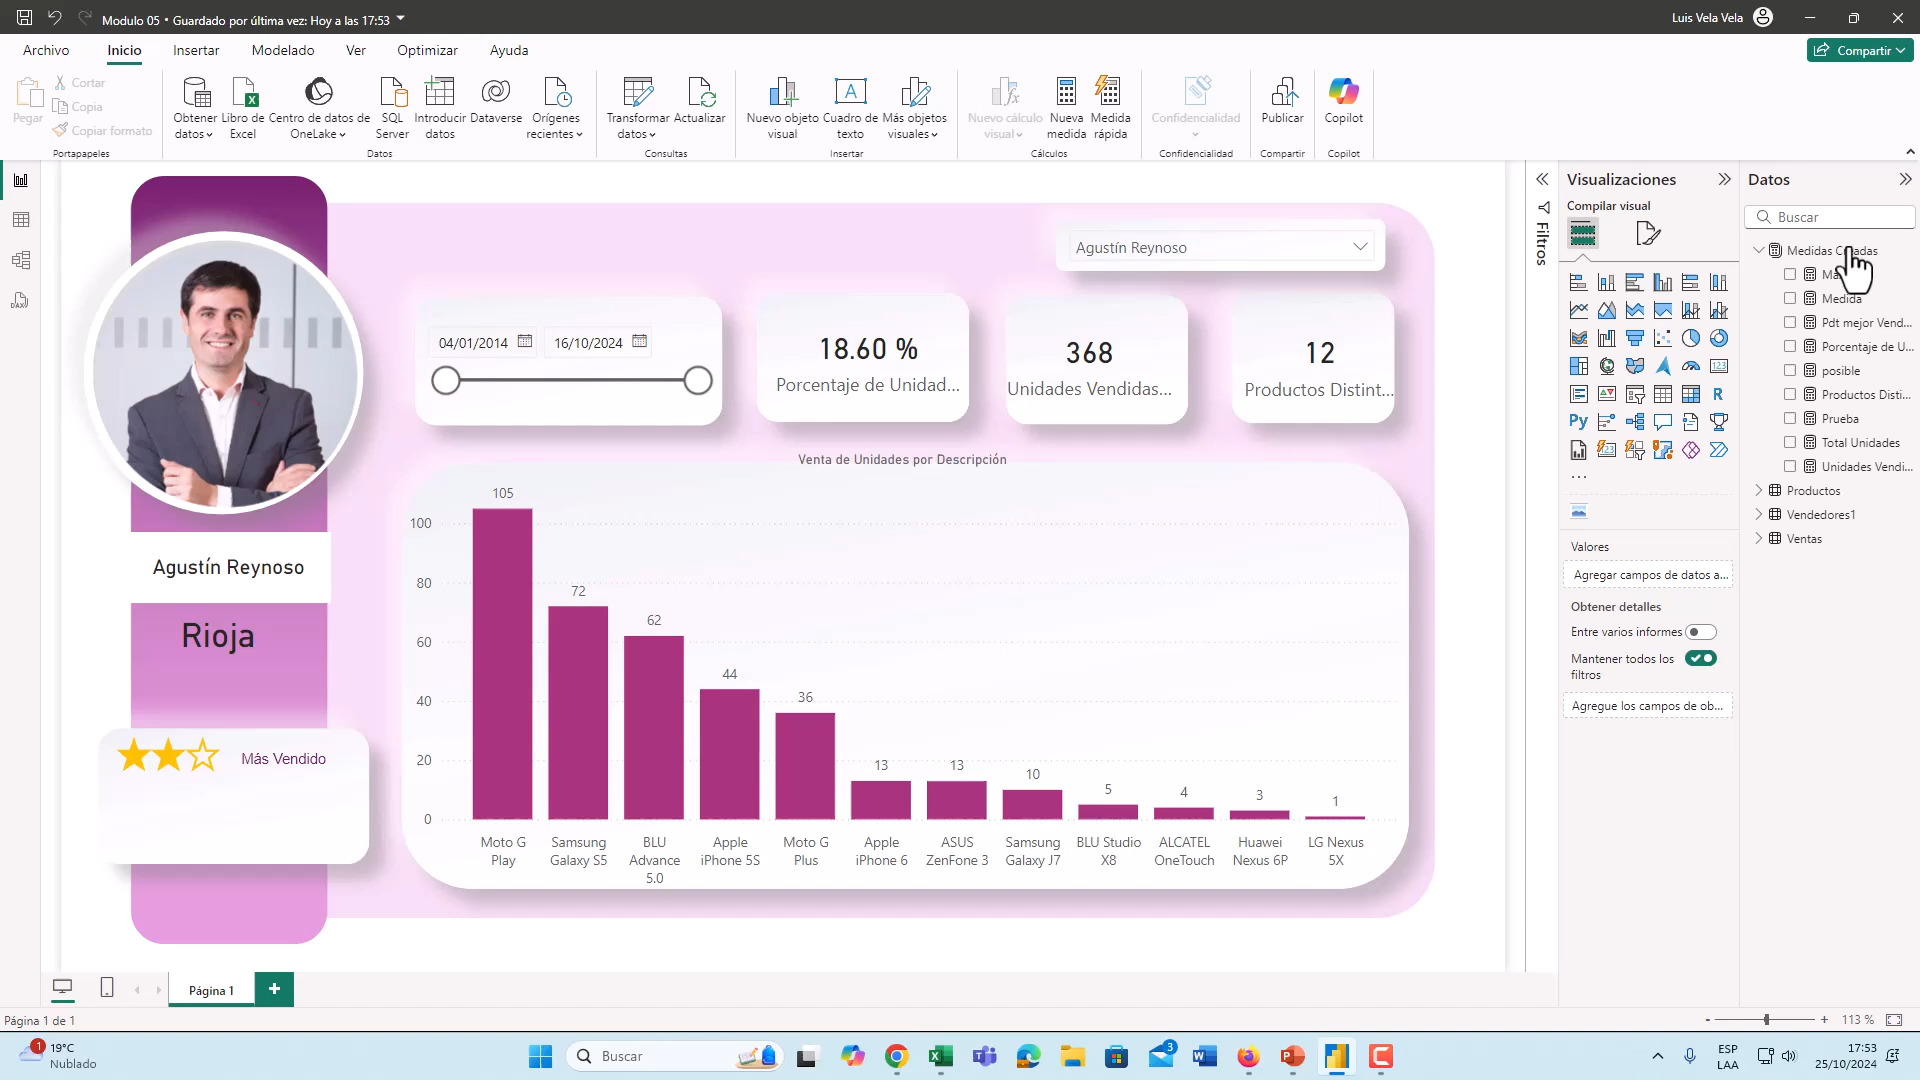 Modulo 05 • Guardado por última vez: Hoy a las 17:53
Luis Vela Vela
Archivo
Inicio
Insertar
Modelado
Ver
Optimizar
Ayuda
Compartir
Pegar
Cortar
Copia
Copiar formato
Portapapeles
Obtener datos
Libro de Excel
Centro de datos de OneLake
SQL Server
Introducir datos
Dataverse
Orígenes recientes
Datos
Transformar datos
Actualizar
Consultas
Nuevo objeto visual
Cuadro de texto
Más objetos visuales
Insertar
Nuevo cálculo visual
Nueva medida
Medida rápida
Cálculos
Confidencialidad
Confidencialidad
Publicar
Compartir
Copilot
Copilot
Agustín Reynoso
04/01/2014
16/10/2024
18.60 %
Porcentaje de Unidad...
368
Unidades Vendidas...
12
Productos Distint...
Agustín Reynoso
Rioja
Más Vendido
Venta de Unidades por Descripción
100
80
60
40
20
0
105
72
62
44
36
13
13
10
5
4
3
1
Moto G Play
Samsung Galaxy S5
BLU Advance 5.0
Apple iPhone 5S
Moto G Plus
Apple iPhone 6
ASUS ZenFone 3
Samsung Galaxy J7
BLU Studio X8
ALCATEL OneTouch
Huawei Nexus 6P
LG Nexus 5X
Filtros
Visualizaciones
Compilar visual
R
Py
...
Valores
Agregar campos de datos a...
Obtener detalles
Entre varios informes
Mantener todos los filtros
Agregue los campos de ob...
Datos
Buscar
Medidas
Medida
Pdt mejor Vend...
Porcentaje de U...
posible
Productos Disti...
Prueba
Total Unidades
Unidades Vendi...
Productos
Vendedores1
Ventas
Página 1
Página 1 de 1
113 %
1
19°C
Nublado
Buscar
3
ESP
LAA
17:53
25/10/2024